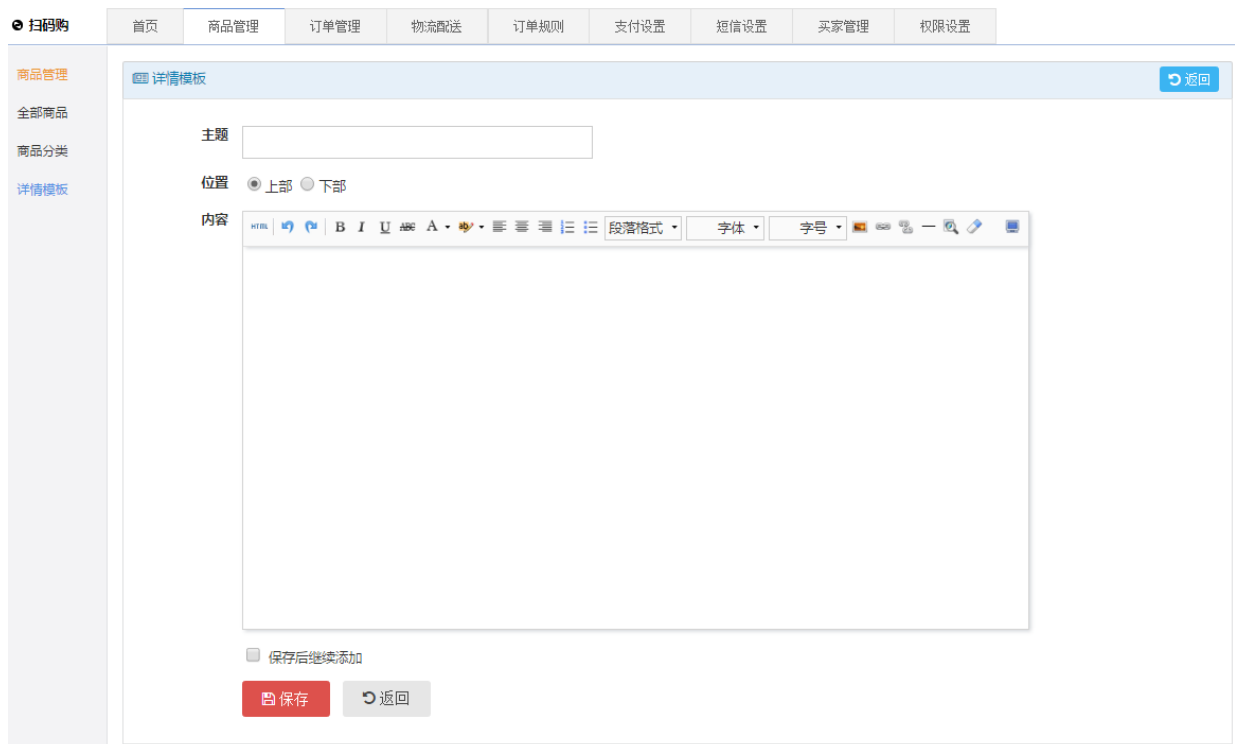 扫码购 首页 商品管理 订单管理 物流配送 订单规则 支付设置 短信设置 买家管理 权限设置
商品管理
全部商品
商品分类
详情模板
详情模板 返回
主题
位置 上部 下部
内容 HTML B I U ABC A ab 段落格式 字体 字号
保存后继续添加
保存 返回